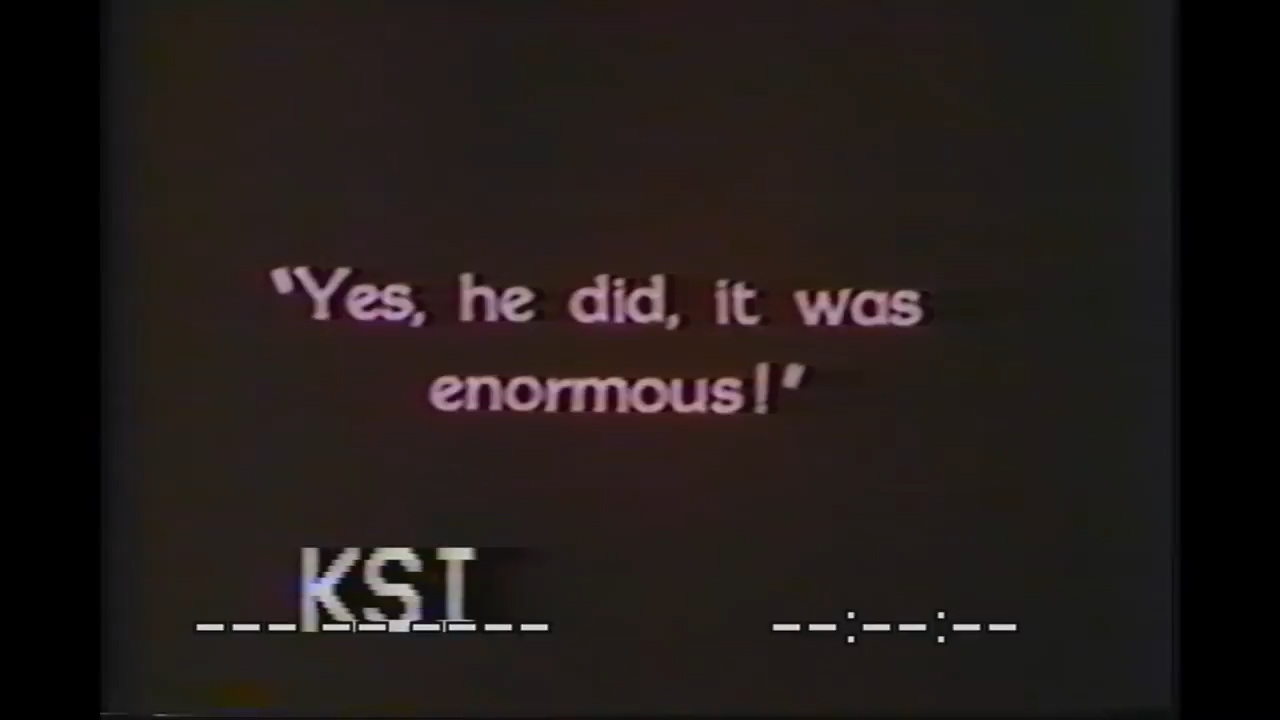 "Yes, he did, it was
enormous!"
KSI
--:--:--